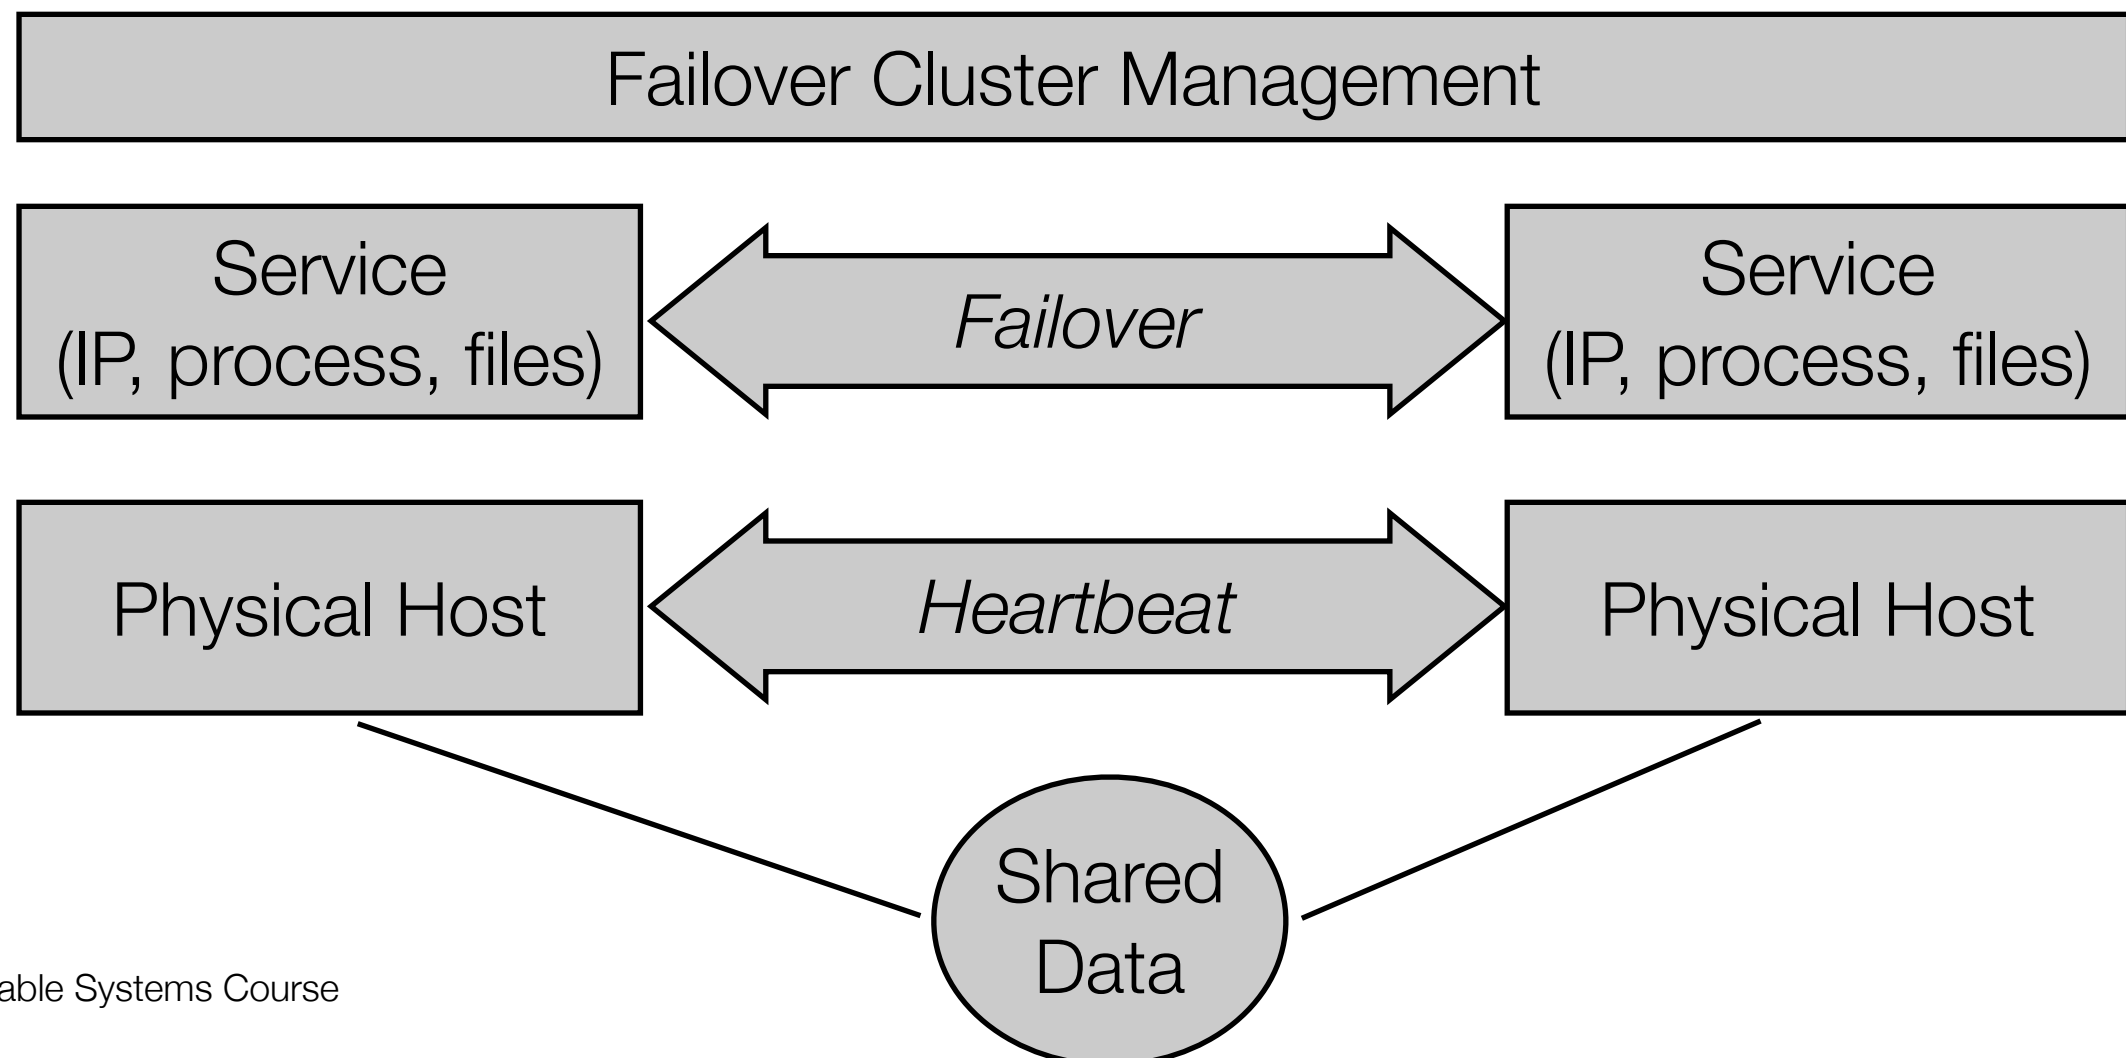 Failover Cluster Management
Service
(IP, process, files)
Failover
Service
(IP, process, files)
Physical Host
Heartbeat
Physical Host
Shared
Data
Systems Course